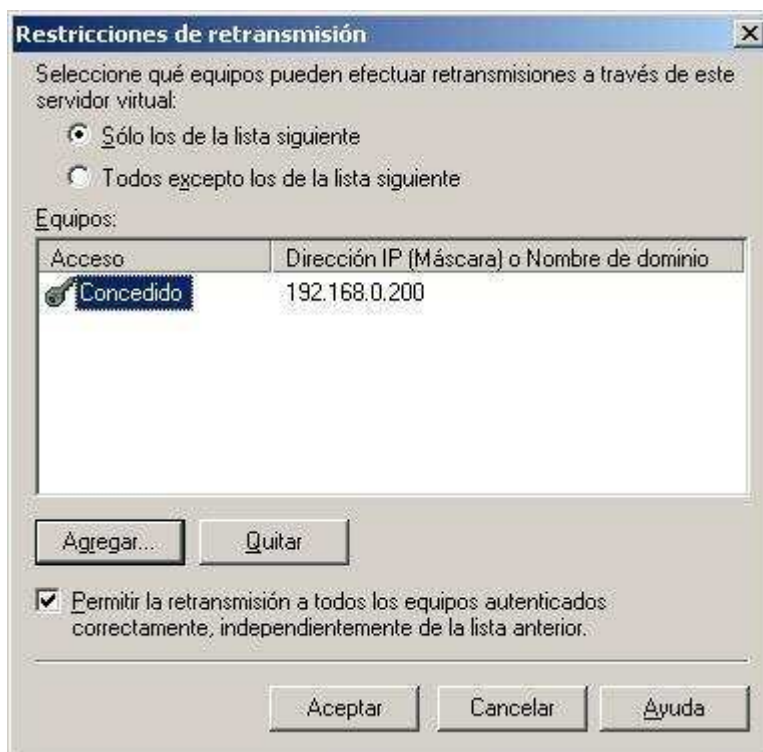 Restricciones de retransmisión
Seleccione qué equipos pueden efectuar retransmisiones a través de este
servidor virtual:
Sólo los de la lista siguiente
Todos excepto los de la lista siguiente
Equipos:
Acceso Dirección IP (Máscara) o Nombre de dominio
Concedido 192.168.0.200
Agregar... Quitar
Permitir la retransmisión a todos los equipos autenticados
correctamente, independientemente de la lista anterior.
Aceptar Cancelar Ayuda